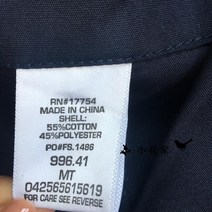 RN#17754
MADE IN CHINA
SHELL:
55%COTTON
45%POLYESTER
PO#FS.1486
996.41
MT
042565615619
FOR CARE SEE REVERSE